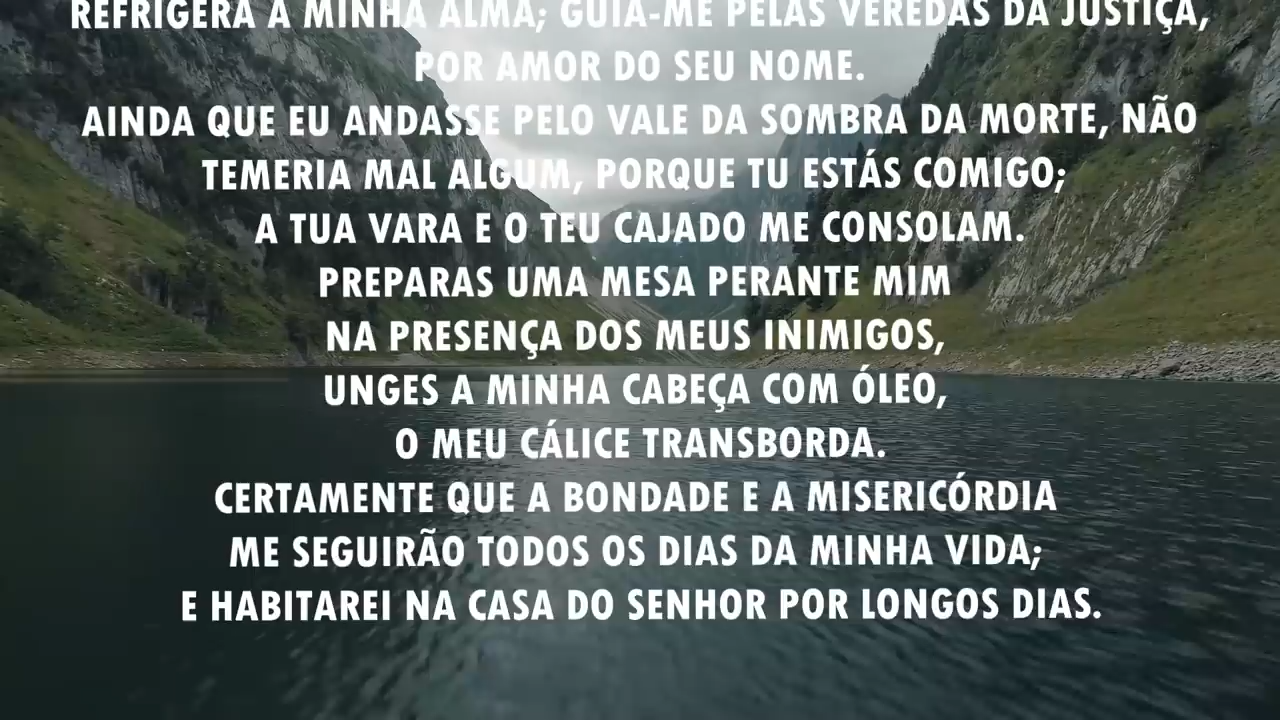 REFRIGERA A MINHA ALMA; GUIA-ME PELAS VEREDAS DA JUSTIÇA,
POR AMOR DO SEU NOME.
AINDA QUE EU ANDASSE PELO VALE DA SOMBRA DA MORTE, NÃO
TEMERIA MAL ALGUM, PORQUE TU ESTÁS COMIGO;
A TUA VARA E O TEU CAJADO ME CONSOLAM.
PREPARAS UMA MESA PERANTE MIM
NA PRESENÇA DOS MEUS INIMIGOS,
UNGES A MINHA CABEÇA COM ÓLEO,
O MEU CÁLICE TRANSBORDA.
CERTAMENTE QUE A BONDADE E A MISERICÓRDIA
ME SEGUIRÃO TODOS OS DIAS DA MINHA VIDA;
E HABITAREI NA CASA DO SENHOR POR LONGOS DIAS.